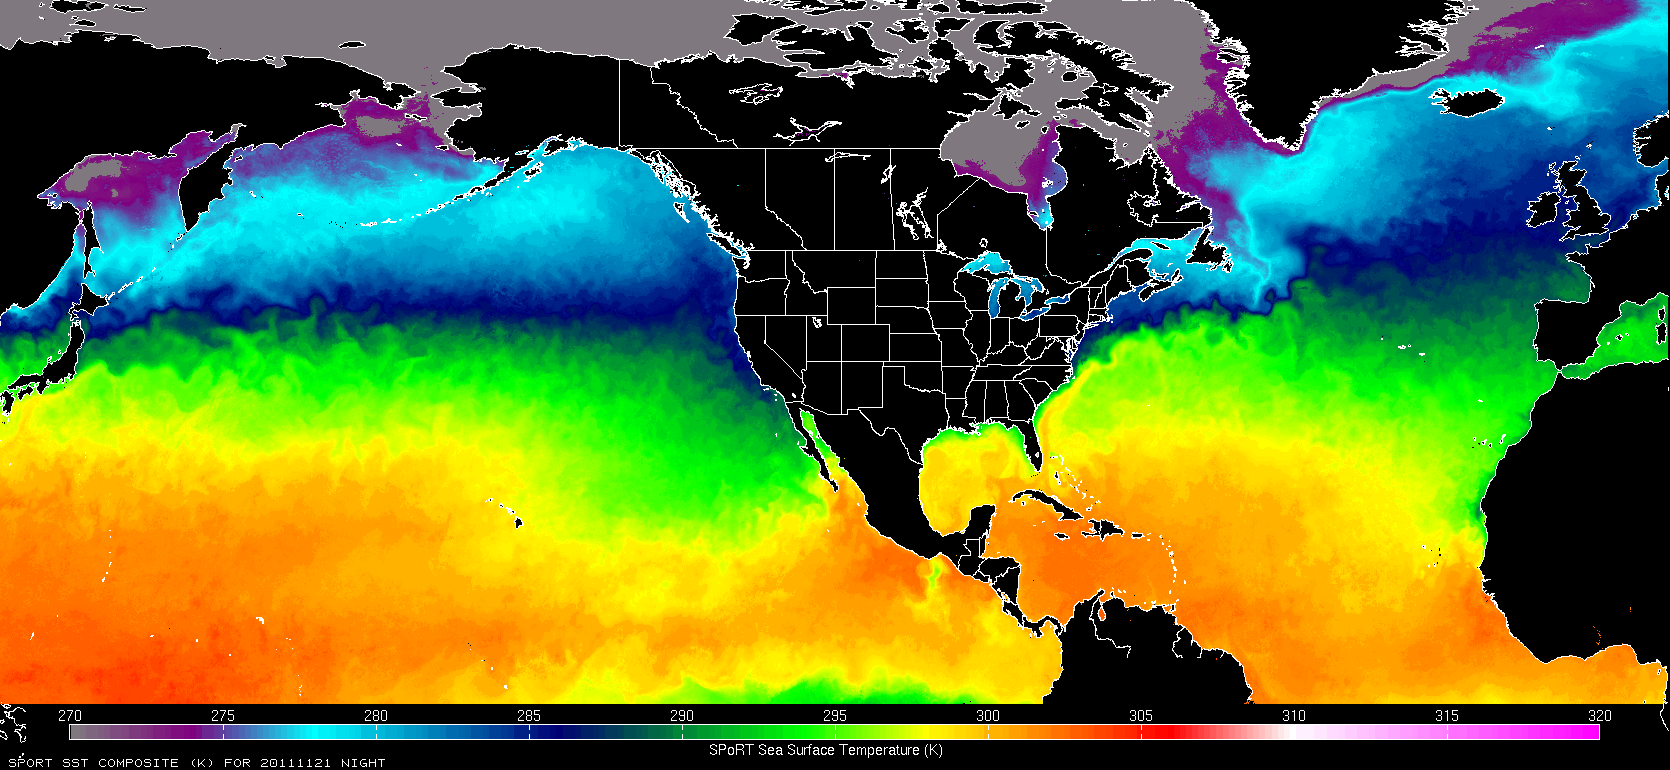 270 275 280 285 290 295 300 305 310 315 320
SPoRT Sea Surface Temperature (K)
SPORT SST COMPOSITE (K) FOR 20111121 NIGHT